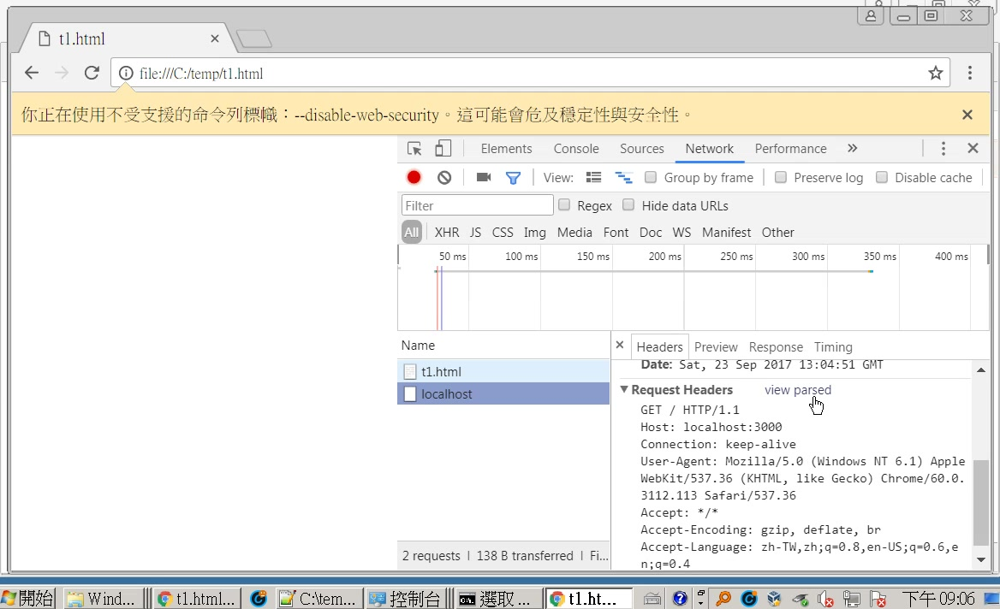 t1.html
file:///C:/temp/t1.html
你正在使用不受支援的命令列標幟：--disable-web-security。這可能會危及穩定性與安全性。
Elements Console Sources Network Performance »
View: Group by frame Preserve log Disable cache
Filter Regex Hide data URLs
All XHR JS CSS Img Media Font Doc WS Manifest Other
50 ms 100 ms 150 ms 200 ms 250 ms 300 ms 350 ms 400 ms
Name
t1.html
localhost
2 requests | 138 B transferred | Fi...
Headers Preview Response Timing
Date: Sat, 23 Sep 2017 13:04:51 GMT
Request Headers view parsed
GET / HTTP/1.1
Host: localhost:3000
Connection: keep-alive
User-Agent: Mozilla/5.0 (Windows NT 6.1) Apple
WebKit/537.36 (KHTML, like Gecko) Chrome/60.0.
3112.113 Safari/537.36
Accept: */*
Accept-Encoding: gzip, deflate, br
Accept-Language: zh-TW,zh;q=0.8,en-US;q=0.6,e
n;q=0.4
開始 Wind... t1.html... C:\tem... 控制台 選取 ... t1.ht... 下午 09:06